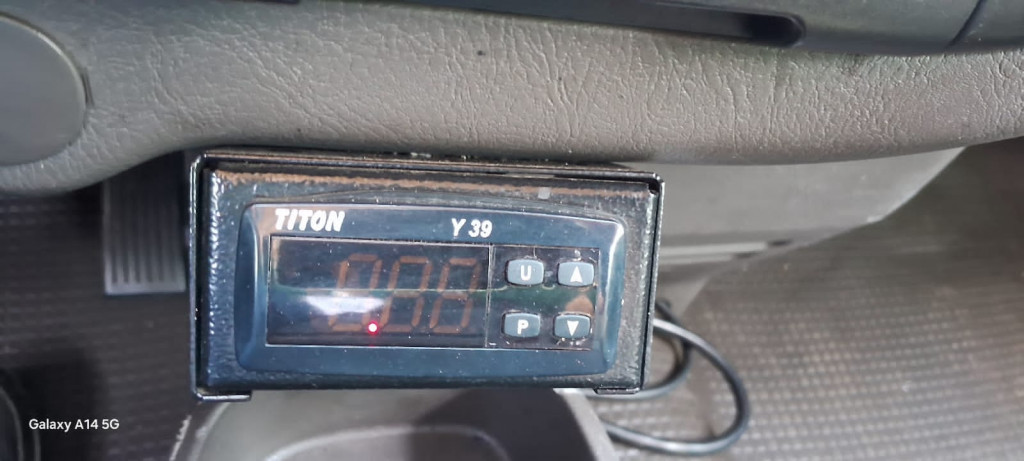 TITON
Y 39
U ▲
P ▼
Galaxy A14 5G